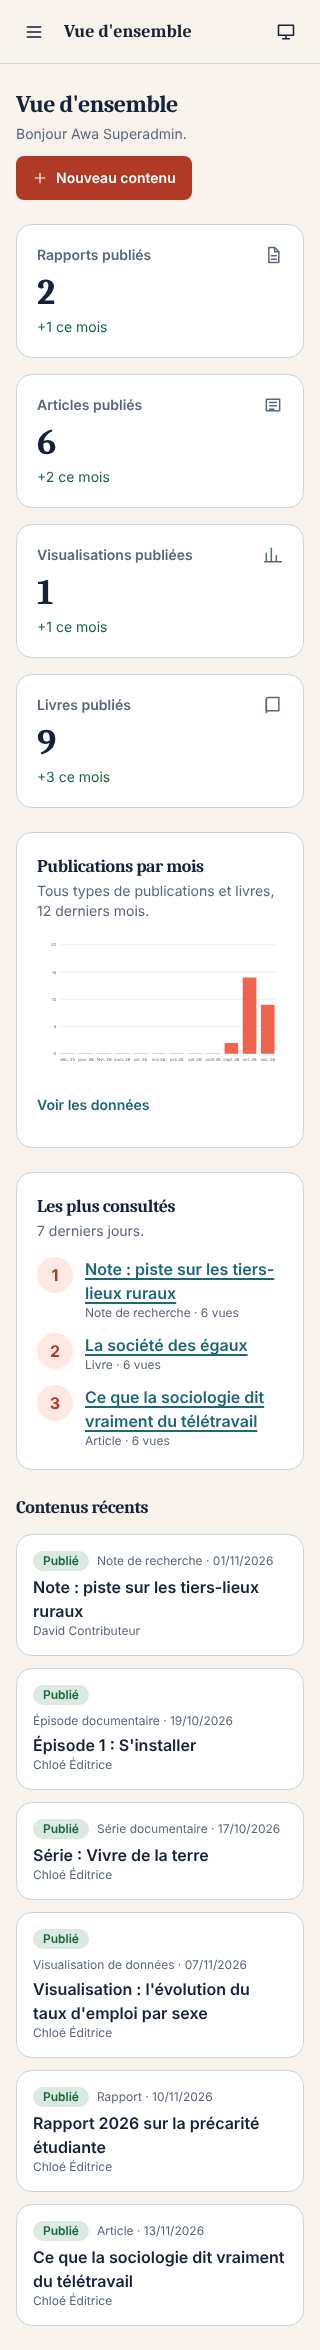 Vue d'ensemble
Vue d'ensemble
Bonjour Awa Superadmin.
Nouveau contenu
Rapports publiés
2
+1 ce mois
Articles publiés
6
+2 ce mois
Visualisations publiées
1
+1 ce mois
Livres publiés
9
+3 ce mois
Publications par mois
Tous types de publications et livres,
12 derniers mois.
Voir les données
Les plus consultés
7 derniers jours.
1
Note : piste sur les tiers-
lieux ruraux
Note de recherche · 6 vues
2
La société des égaux
Livre · 6 vues
3
Ce que la sociologie dit
vraiment du télétravail
Article · 6 vues
Contenus récents
Publié Note de recherche · 01/11/2026
Note : piste sur les tiers-lieux
ruraux
David Contributeur
Publié
Épisode documentaire · 19/10/2026
Épisode 1 : S'installer
Chloé Éditrice
Publié Série documentaire · 17/10/2026
Série : Vivre de la terre
Chloé Éditrice
Publié
Visualisation de données · 07/11/2026
Visualisation : l'évolution du
taux d'emploi par sexe
Chloé Éditrice
Publié Rapport · 10/11/2026
Rapport 2026 sur la précarité
étudiante
Chloé Éditrice
Publié Article · 13/11/2026
Ce que la sociologie dit vraiment
du télétravail
Chloé Éditrice